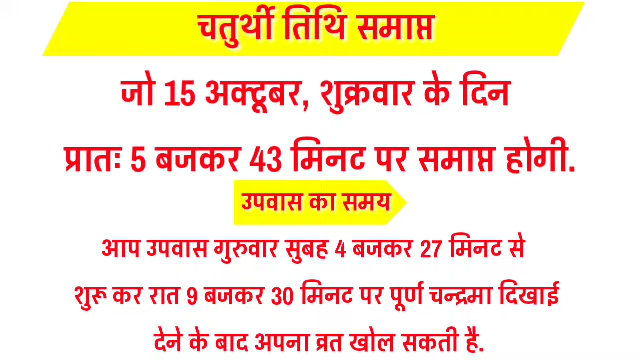 चतुर्थी तिथि समाप्त
जो 15 अक्टूबर, शुक्रवार के दिन
प्रातः 5 बजकर 43 मिनट पर समाप्त होगी.
उपवास का समय
आप उपवास गुरुवार सुबह 4 बजकर 27 मिनट से
शुरू कर रात 9 बजकर 30 मिनट पर पूर्ण चन्द्रमा दिखाई
देने के बाद अपना व्रत खोल सकती है.